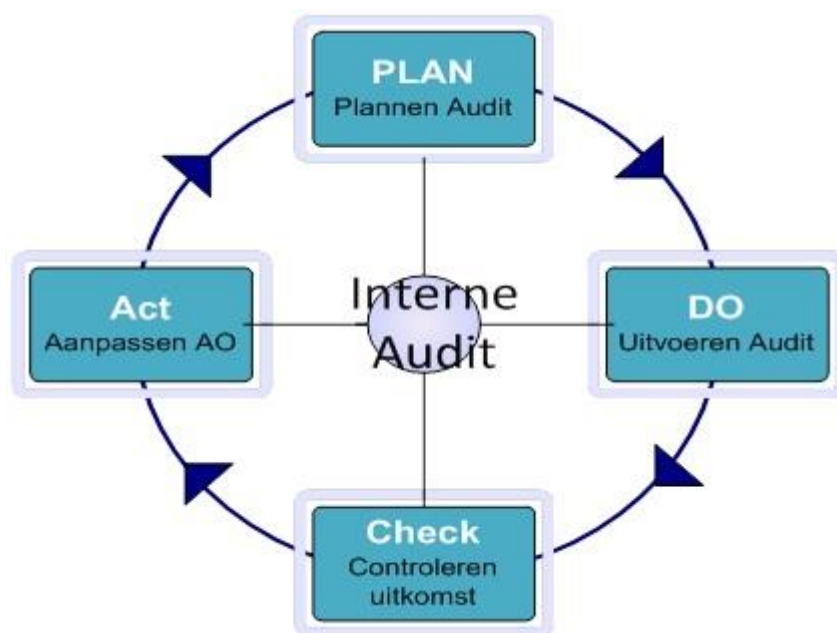 PLAN
Plannen Audit
Act
Aanpassen AO
Interne
Audit
DO
Uitvoeren Audit
Check
Controleren
uitkomst